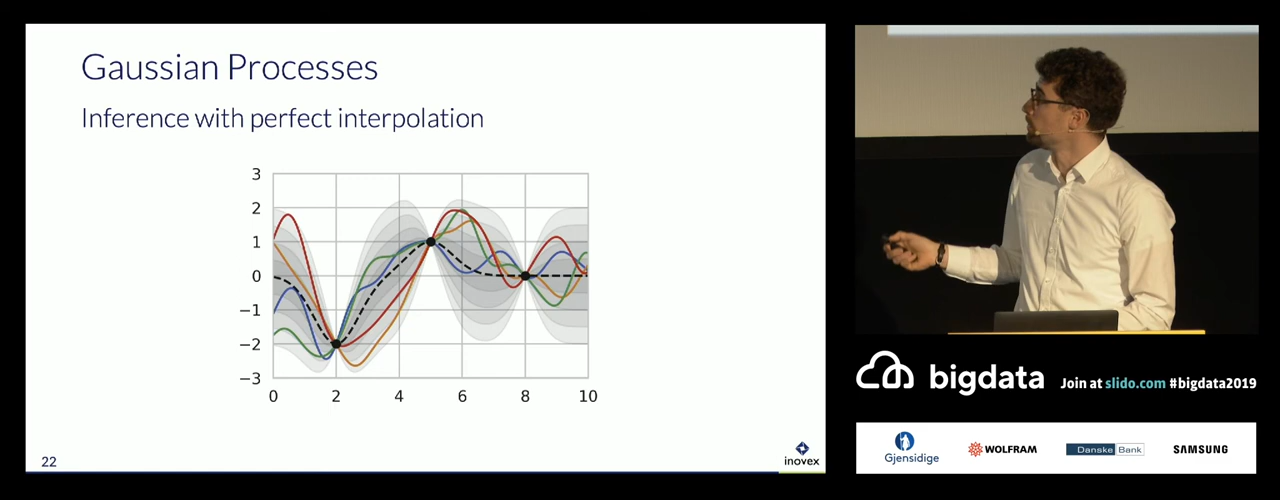 Gaussian Processes
Inference with perfect interpolation
3
2
1
0
−1
−2
−3
0 2 4 6 8 10
22
inovex
bigdata
Join at slido.com #bigdata2019
Gjensidige
WOLFRAM
Danske Bank
SAMSUNG